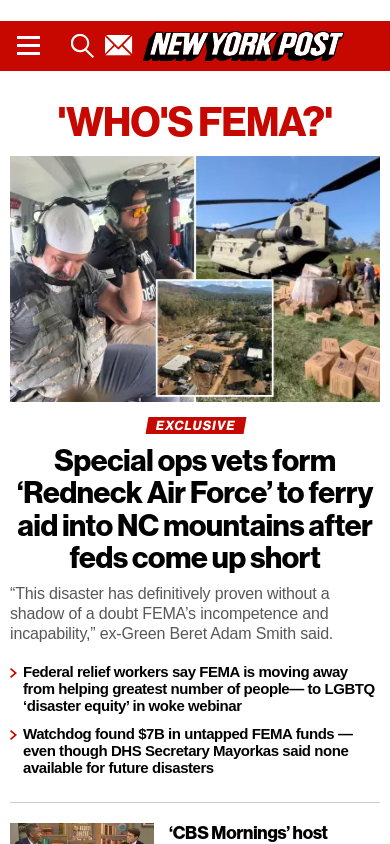 NEW YORK POST
'WHO'S FEMA?'
EXCLUSIVE
Special ops vets form
‘Redneck Air Force’ to ferry
aid into NC mountains after
feds come up short
“This disaster has definitively proven without a
shadow of a doubt FEMA’s incompetence and
incapability,” ex-Green Beret Adam Smith said.
Federal relief workers say FEMA is moving away
from helping greatest number of people— to LGBTQ
‘disaster equity’ in woke webinar
Watchdog found $7B in untapped FEMA funds —
even though DHS Secretary Mayorkas said none
available for future disasters
‘CBS Mornings’ host